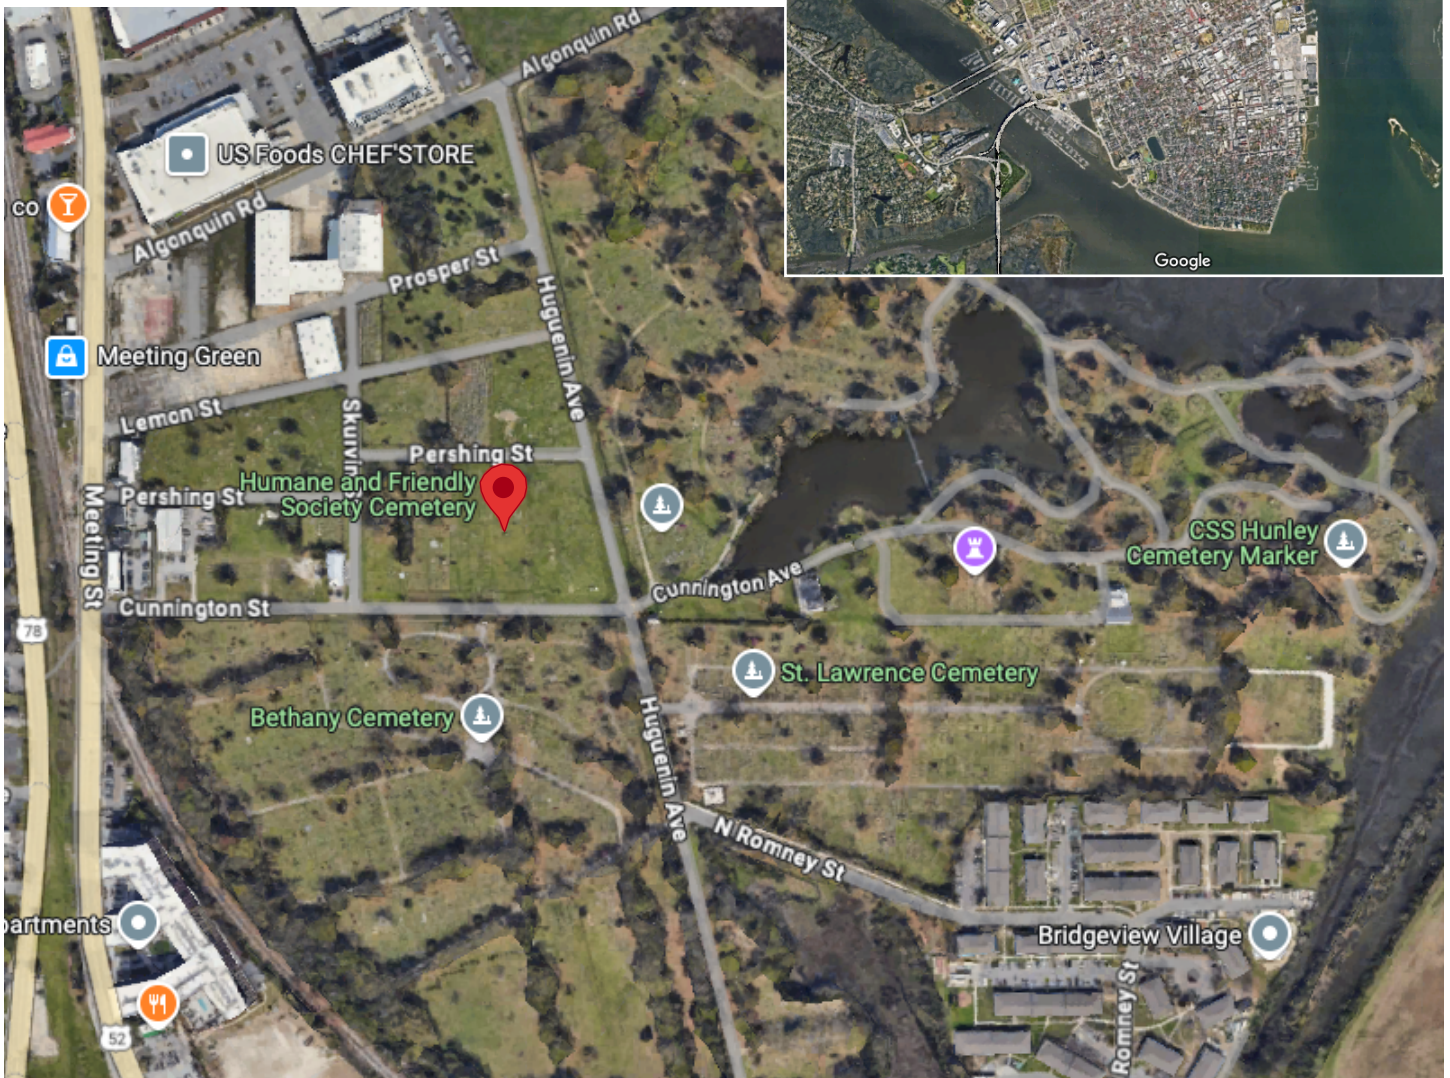 Algonquin Rd
US Foods CHEF'STORE
co
Algonquin Rd
Prosper St
Huguenin Ave
Google
Meeting Green
Lemon St
Skurvin S
Pershing St
Humane and Friendly
Society Cemetery
Pershing St
Meeting St
CSS Hunley
Cemetery Marker
Cunnington Ave
Cunnington St
78
St. Lawrence Cemetery
Bethany Cemetery
Huguenin Ave
N Romney St
partments
Bridgeview Village
Romney St
52